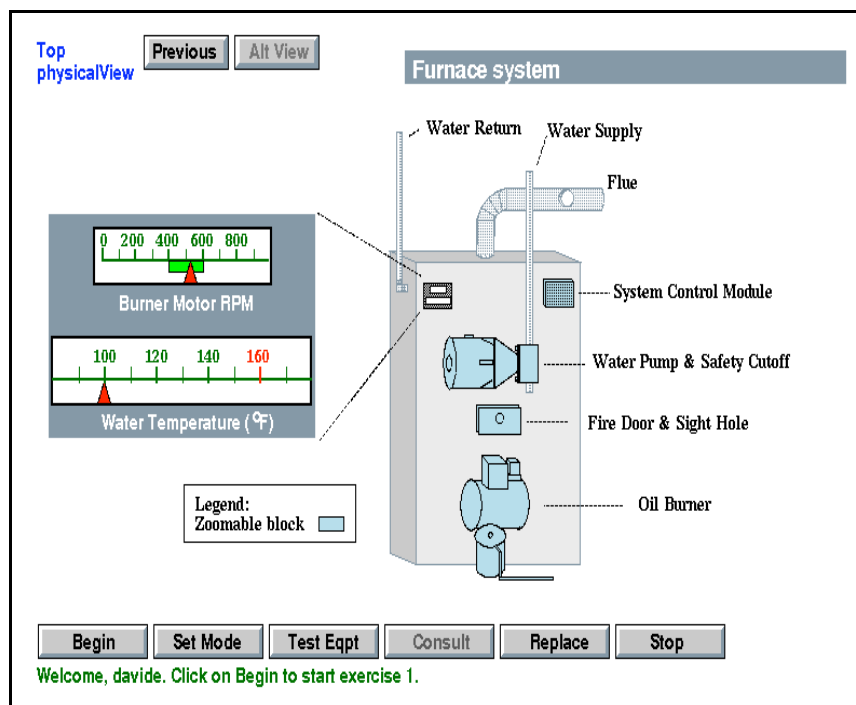 Top
physicalView
Previous
Alt View
Furnace system
Water Return
Water Supply
Flue
0 200 400 600 800
Burner Motor RPM
System Control Module
100 120 140 160
Water Temperature (°F)
Water Pump & Safety Cutoff
Fire Door & Sight Hole
Legend:
Zoomable block
Oil Burner
Begin
Set Mode
Test Eqpt
Consult
Replace
Stop
Welcome, davide. Click on Begin to start exercise 1.